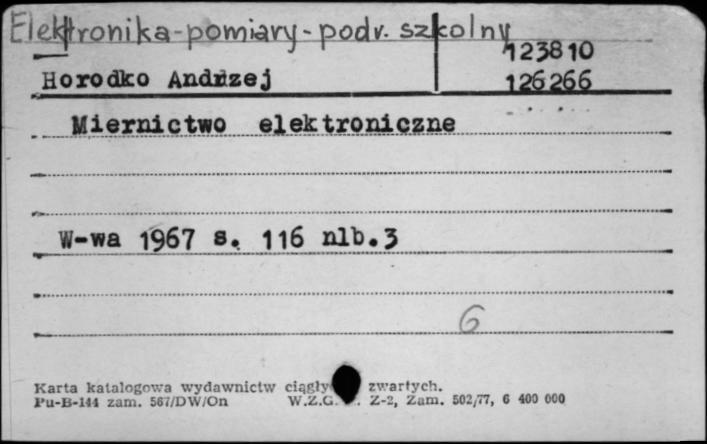 Elektronika-pomiary-podr. szkolny
123810
Horodko Andrzej 126266
Miernictwo elektroniczne
W-wa 1967 s. 116 nlb.3
6
Karta katalogowa wydawnictw ciągły zwartych.
Pu-B-144 zam. 567/DW/On W.Z.G. Z-2, Zam. 502/77, 6 400 000